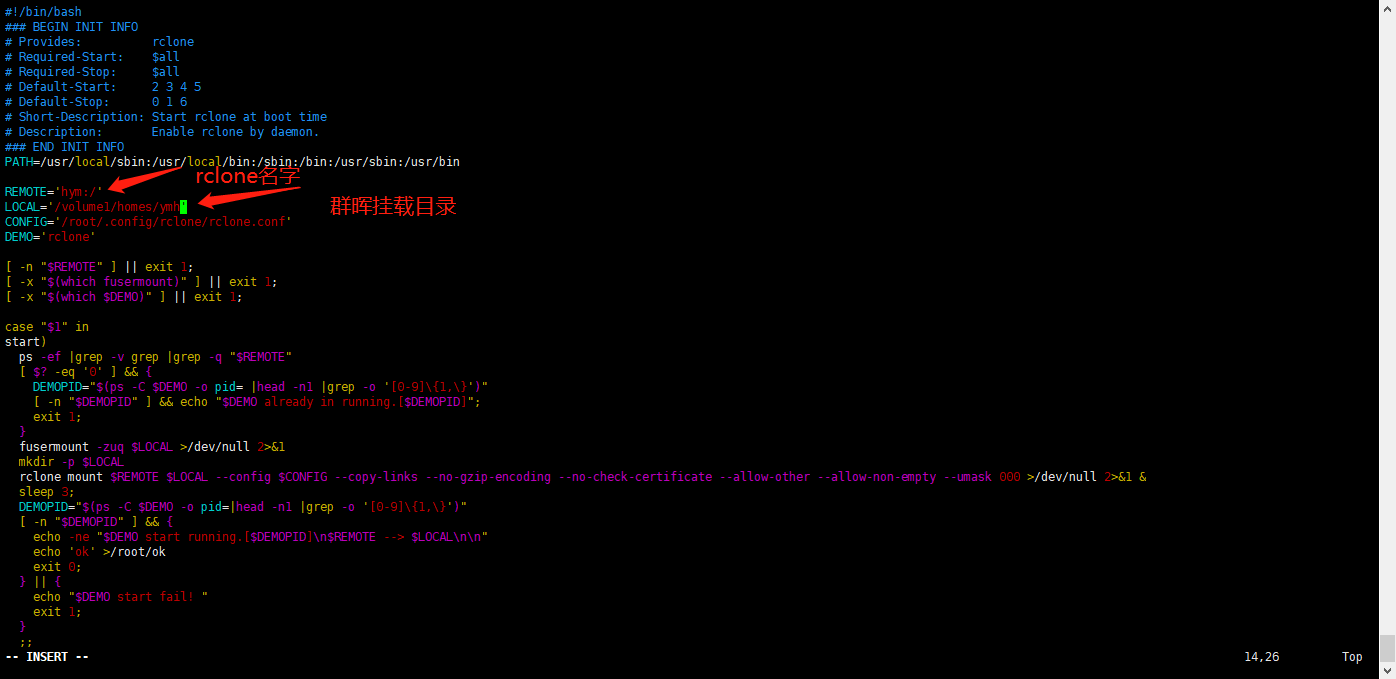 #!/bin/bash
### BEGIN INIT INFO
# Provides:          rclone
# Required-Start:    $all
# Required-Stop:     $all
# Default-Start:     2 3 4 5
# Default-Stop:      0 1 6
# Short-Description: Start rclone at boot time
# Description:       Enable rclone by daemon.
### END INIT INFO
PATH=/usr/local/sbin:/usr/local/bin:/sbin:/bin:/usr/sbin:/usr/bin
rclone名字
REMOTE='hym:/'
LOCAL='/volume1/homes/ymh'
群晖挂载目录
CONFIG='/root/.config/rclone/rclone.conf'
DEMO='rclone'
[ -n "$REMOTE" ] || exit 1;
[ -x "$(which fusermount)" ] || exit 1;
[ -x "$(which $DEMO)" ] || exit 1;
case "$1" in
start)
  ps -ef |grep -v grep |grep -q "$REMOTE"
  [ $? -eq '0' ] && {
    DEMOPID="$(ps -C $DEMO -o pid= |head -n1 |grep -o '[0-9]\{1,\}')"
    [ -n "$DEMOPID" ] && echo "$DEMO already in running.[$DEMOPID]";
    exit 1;
  }
  fusermount -zuq $LOCAL >/dev/null 2>&1
  mkdir -p $LOCAL
  rclone mount $REMOTE $LOCAL --config $CONFIG --copy-links --no-gzip-encoding --no-check-certificate --allow-other --allow-non-empty --umask 000 >/dev/null 2>&1 &
  sleep 3;
  DEMOPID="$(ps -C $DEMO -o pid=|head -n1 |grep -o '[0-9]\{1,\}')"
  [ -n "$DEMOPID" ] && {
    echo -ne "$DEMO start running.[$DEMOPID]\n$REMOTE --> $LOCAL\n\n"
    echo 'ok' >/root/ok
    exit 0;
  } || {
    echo "$DEMO start fail! "
    exit 1;
  }
  ;;
-- INSERT --                    14,26         Top